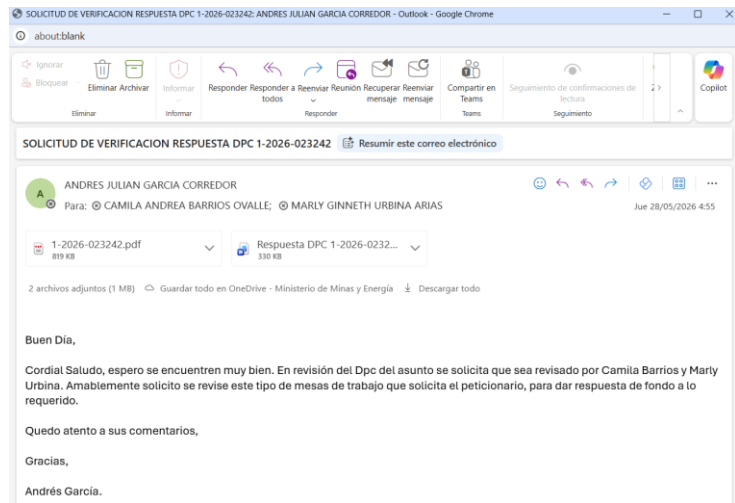 SOLICITUD DE VERIFICACION RESPUESTA DPC 1-2026-023242: ANDRES JULIAN GARCIA CORREDOR - Outlook - Google Chrome
about:blank
Ignorar
Bloquear
Eliminar Archivar
Informar
Responder Responder a todos Reenviar Reunión Recuperar mensaje Reenviar mensaje
Compartir en Teams
Seguimiento de confirmaciones de lectura
Copilot
Eliminar Informar Responder Teams Seguimiento
SOLICITUD DE VERIFICACION RESPUESTA DPC 1-2026-023242 Resumir este correo electrónico
A ANDRES JULIAN GARCIA CORREDOR
Para: CAMILA ANDREA BARRIOS OVALLE; MARLY GINNETH URBINA ARIAS
Jue 28/05/2026 4:55
1-2026-023242.pdf
819 KB
Respuesta DPC 1-2026-0232...
330 KB
2 archivos adjuntos (1 MB) Guardar todo en OneDrive - Ministerio de Minas y Energía Descargar todo
Buen Día,
Cordial Saludo, espero se encuentren muy bien. En revisión del Dpc del asunto se solicita que sea revisado por Camila Barrios y Marly
Urbina. Amablemente solicito se revise este tipo de mesas de trabajo que solicita el peticionario, para dar respuesta de fondo a lo
requerido.
Quedo atento a sus comentarios,
Gracias,
Andrés García.